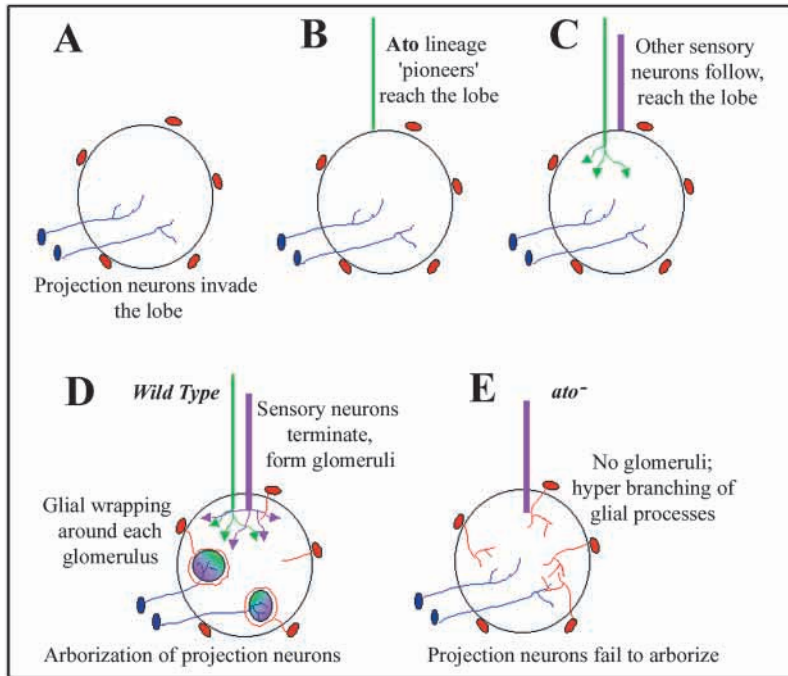 A
Projection neurons invade
the lobe
B
Ato lineage
'pioneers'
reach the lobe
C
Other sensory
neurons follow,
reach the lobe
D
Wild Type
Sensory neurons
terminate,
form glomeruli
Glial wrapping
around each
glomerulus
Arborization of projection neurons
E
ato-
No glomeruli;
hyper branching of
glial processes
Projection neurons fail to arborize